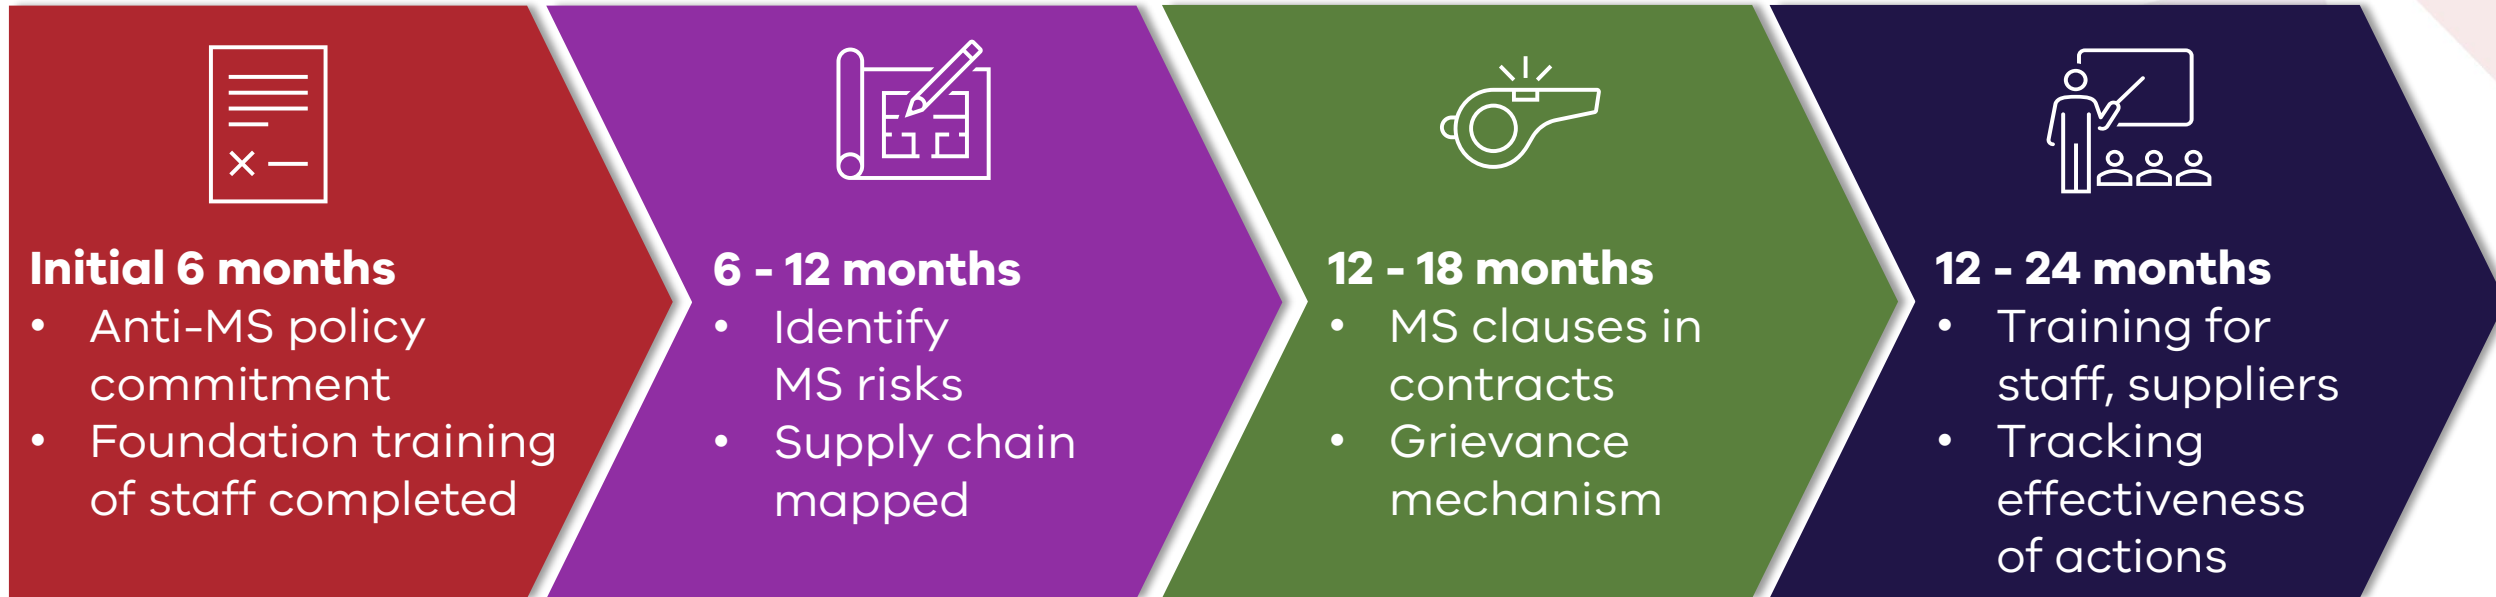 Initial 6 months
• Anti-MS policy
commitment
• Foundation training
of staff completed
6 - 12 months
• Identify
MS risks
• Supply chain
mapped
12 - 18 months
• MS clauses in
contracts
• Grievance
mechanism
12 - 24 months
• Training for
staff, suppliers
• Tracking
effectiveness
of actions